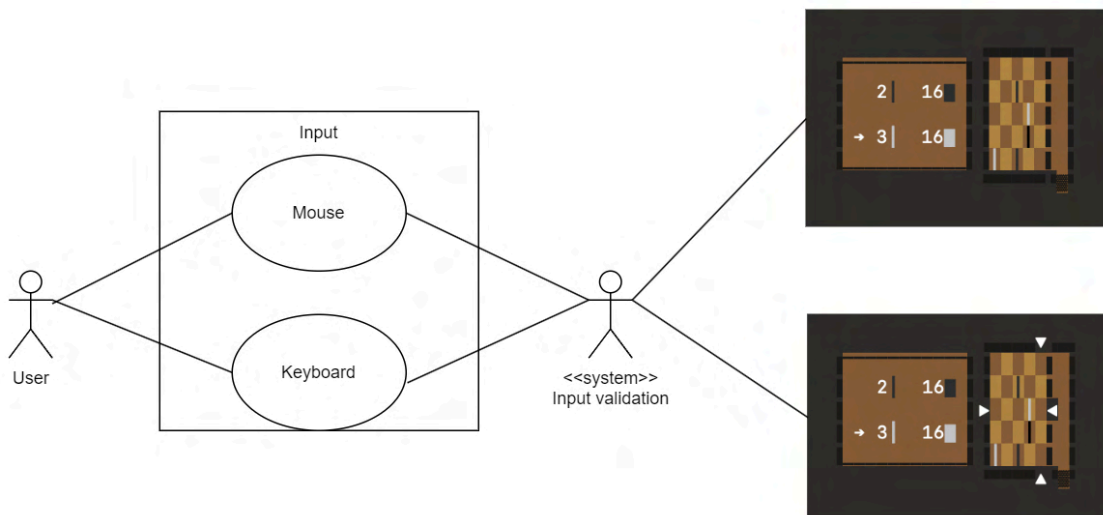 Input
Mouse
Keyboard
User
<<system>>
Input validation
2 16
→ 3 16
2 16
→ 3 16